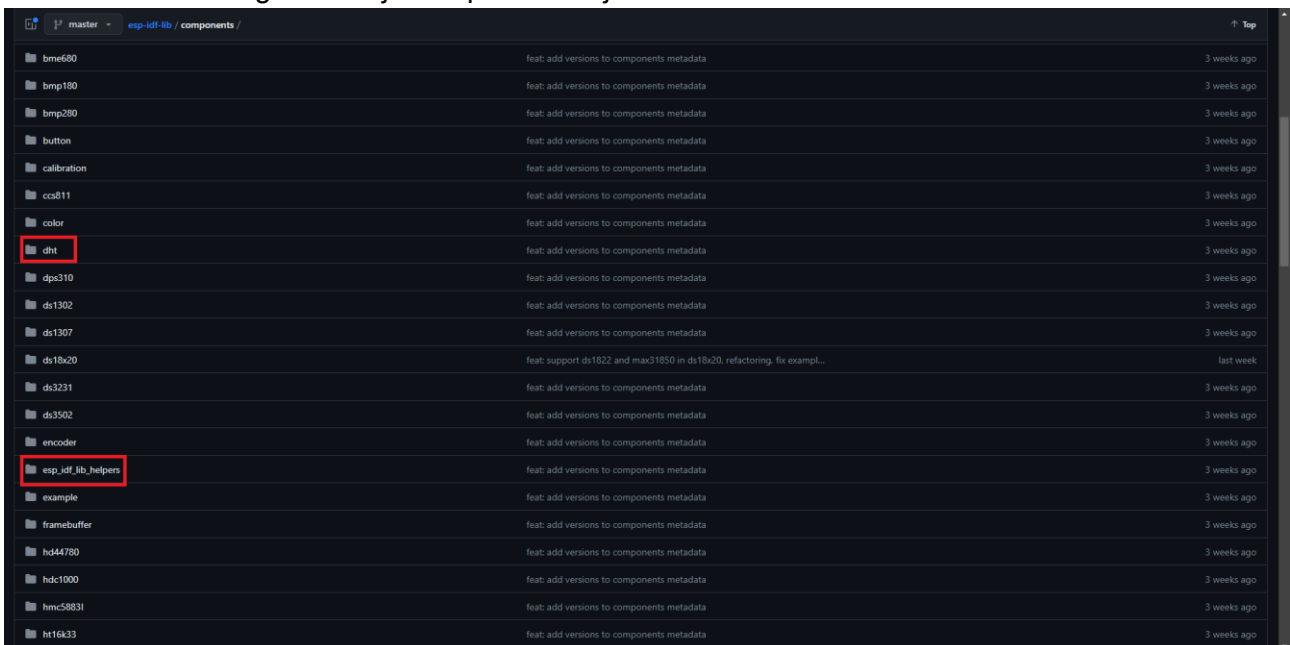 master esp-idf-lib / components / Top
bme680 feat: add versions to components metadata 3 weeks ago
bmp180 feat: add versions to components metadata 3 weeks ago
bmp280 feat: add versions to components metadata 3 weeks ago
button feat: add versions to components metadata 3 weeks ago
calibration feat: add versions to components metadata 3 weeks ago
ccs811 feat: add versions to components metadata 3 weeks ago
color feat: add versions to components metadata 3 weeks ago
dht feat: add versions to components metadata 3 weeks ago
dps310 feat: add versions to components metadata 3 weeks ago
ds1302 feat: add versions to components metadata 3 weeks ago
ds1307 feat: add versions to components metadata 3 weeks ago
ds18x20 feat: support ds1822 and max31850 in ds18x20, refactoring, fix exampl... last week
ds3231 feat: add versions to components metadata 3 weeks ago
ds3502 feat: add versions to components metadata 3 weeks ago
encoder feat: add versions to components metadata 3 weeks ago
esp_idf_lib_helpers feat: add versions to components metadata 3 weeks ago
example feat: add versions to components metadata 3 weeks ago
framebuffer feat: add versions to components metadata 3 weeks ago
hd44780 feat: add versions to components metadata 3 weeks ago
hdc1000 feat: add versions to components metadata 3 weeks ago
hmc5883l feat: add versions to components metadata 3 weeks ago
ht16k33 feat: add versions to components metadata 3 weeks ago